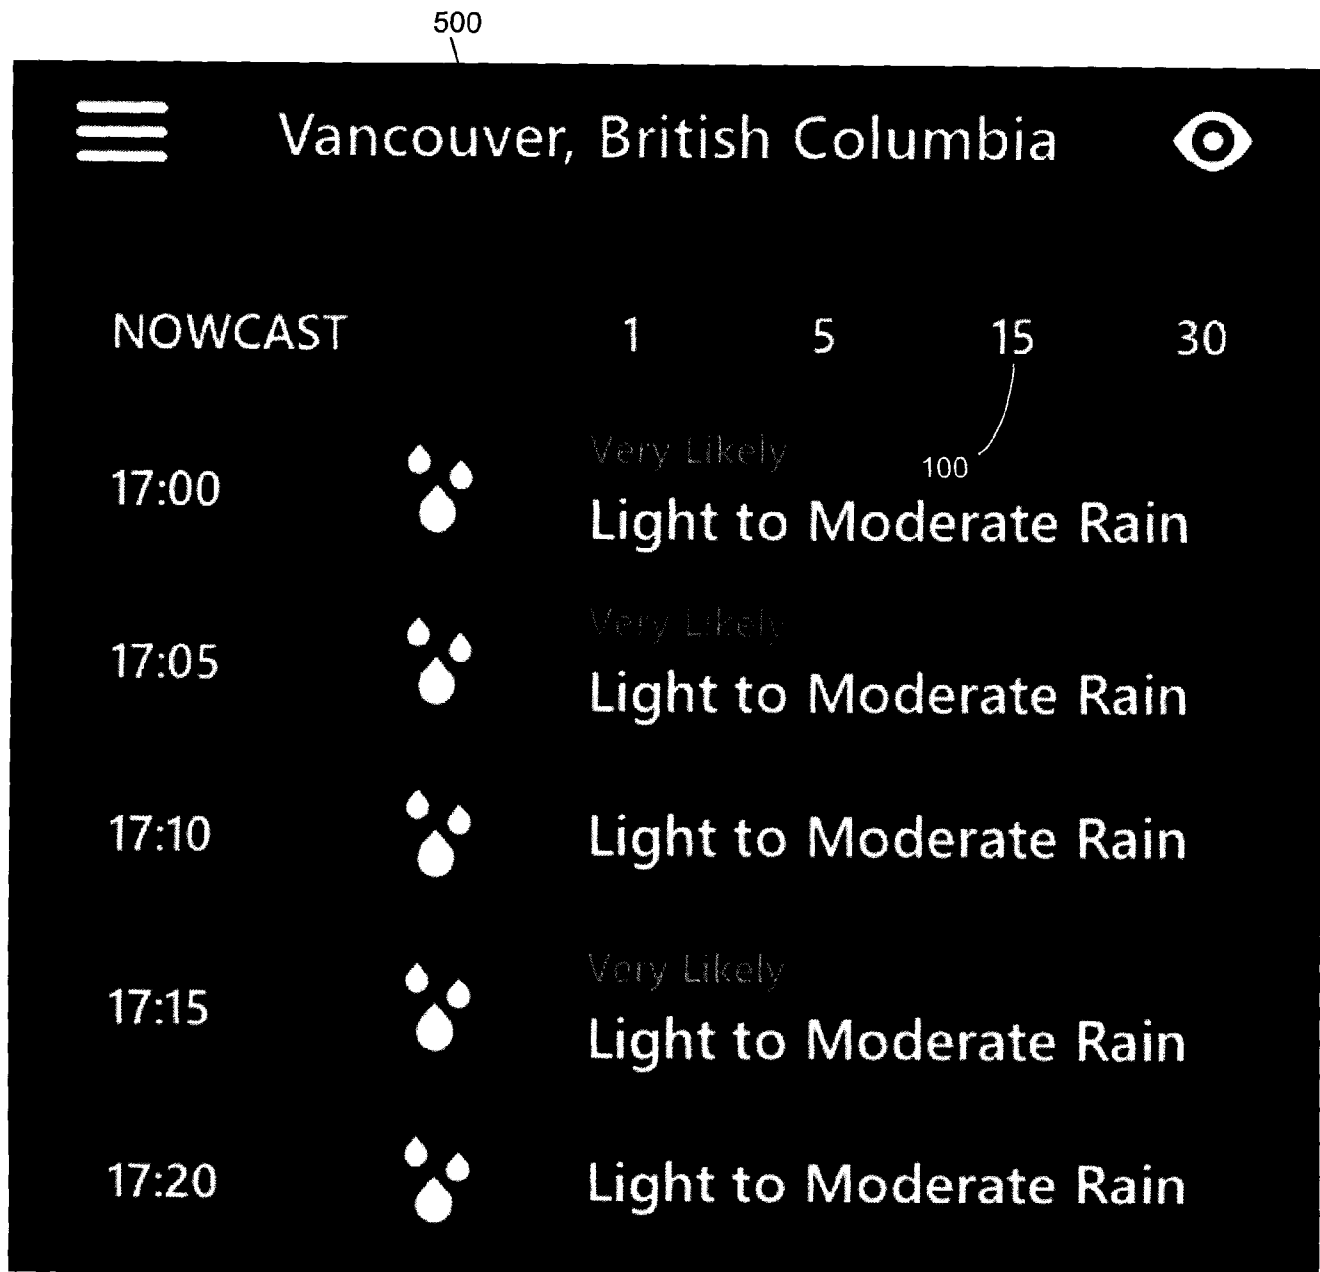 500
Vancouver, British Columbia
NOWCAST 1 5 15 30
100
17:00 Very Likely
Light to Moderate Rain
17:05 Very Likely
Light to Moderate Rain
17:10 Light to Moderate Rain
17:15 Very Likely
Light to Moderate Rain
17:20 Light to Moderate Rain